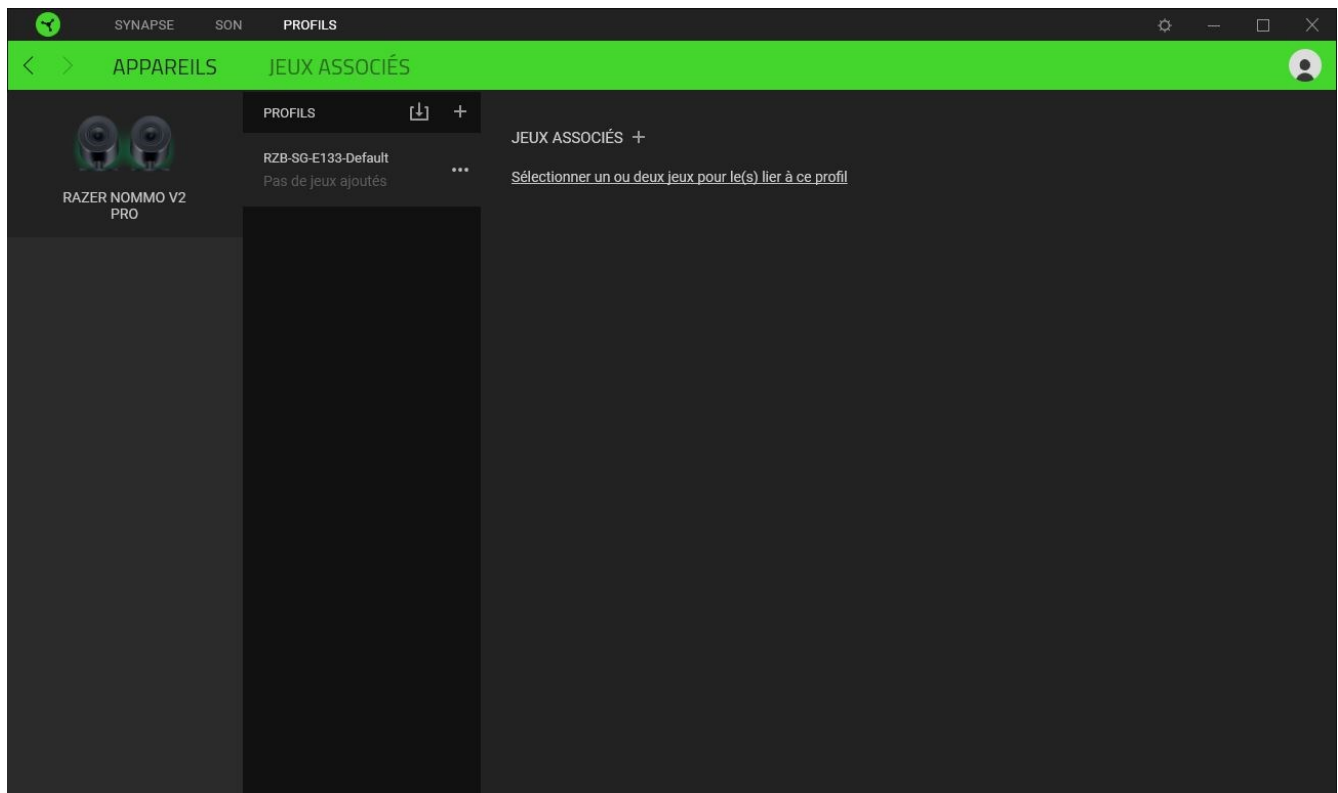 SYNAPSE SON PROFILS
APPAREILS JEUX ASSOCIÉS
RAZER NOMMO V2
PRO
PROFILS
RZB-SG-E133-Default
Pas de jeux ajoutés
JEUX ASSOCIÉS +
Sélectionner un ou deux jeux pour le(s) lier à ce profil